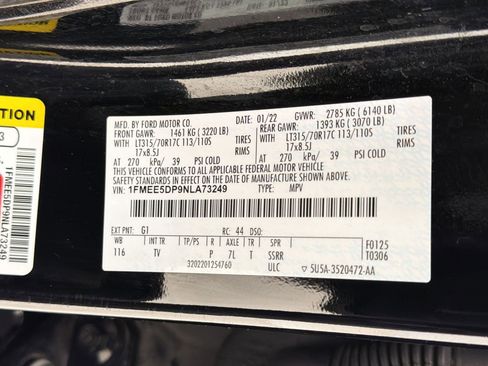 TION
3
1FMEE5DP9NLA73249
MFD. BY FORD MOTOR CO. 01/22 GVWR: 2785 KG (6140 LB)
FRONT GAWR: 1461 KG (3220 LB) REAR GAWR: 1393 KG (3070 LB)
WITH LT315/70R17C 113/110S TIRES WITH LT315/70R17C 113/110S TIRES
17x8.5J RIMS 17x8.5J RIMS
AT 270 kPa/ 39 PSI COLD AT 270 kPa/ 39 PSI COLD
THIS VEHICLE CONFORMS TO ALL APPLICABLE FEDERAL MOTOR VEHICLE
SAFETY AND THEFT PREVENTION STANDARDS IN EFFECT ON THE DATE OF
MANUFACTURE SHOWN ABOVE.
VIN: 1FMEE5DP9NLA73249 TYPE: MPV
EXT PNT: G1 RC: 44 DSO:
WB INT TR TP/PS R AXLE TR SPR F0125
116 TV P 7L T SSRR T0306
3202201254760 ULC 5U5A-3520472-AA